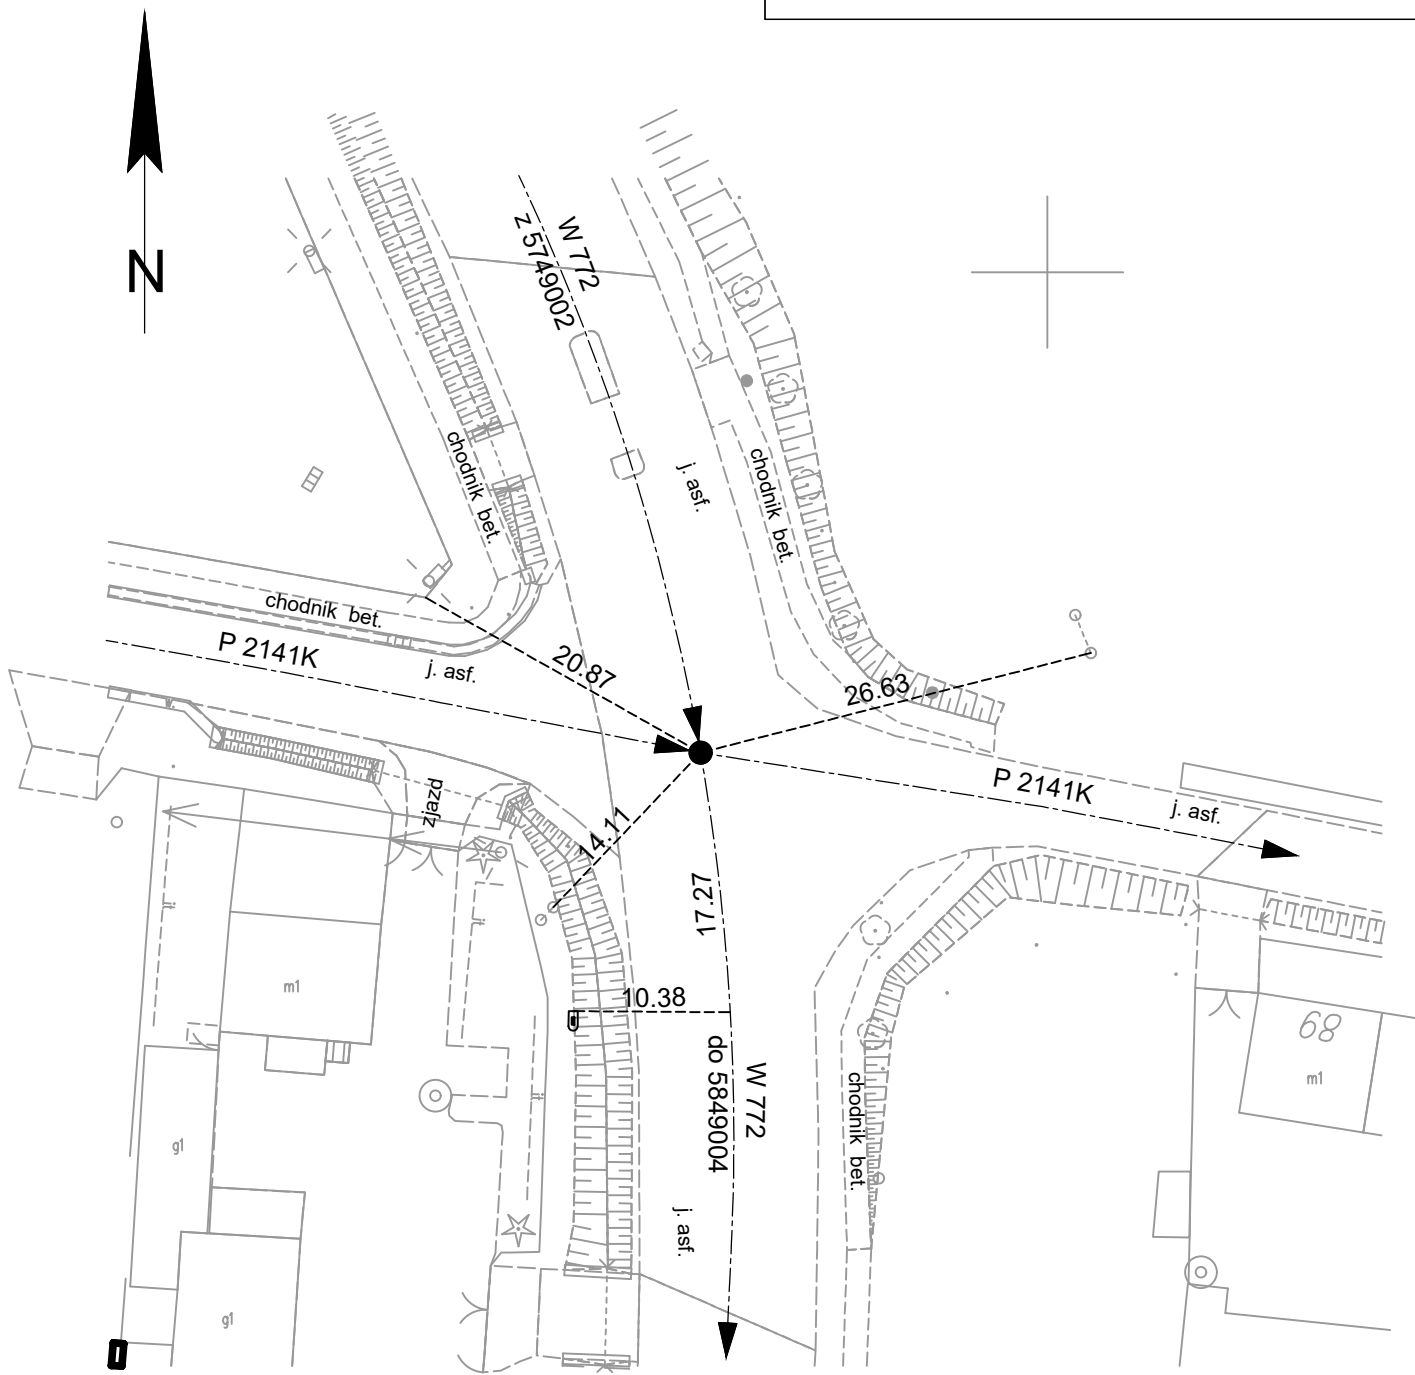 N
W 772
z 5749002
j. asf.
chodnik bet.
chodnik bet.
chodnik bet.
P 2141K
j. asf.
20.87
26.63
P 2141K
j. asf.
zjazd
14.11
17.27
10.38
m1
68
m1
W 772
do 5849004
chodnik bet.
g1
j. asf.
g1